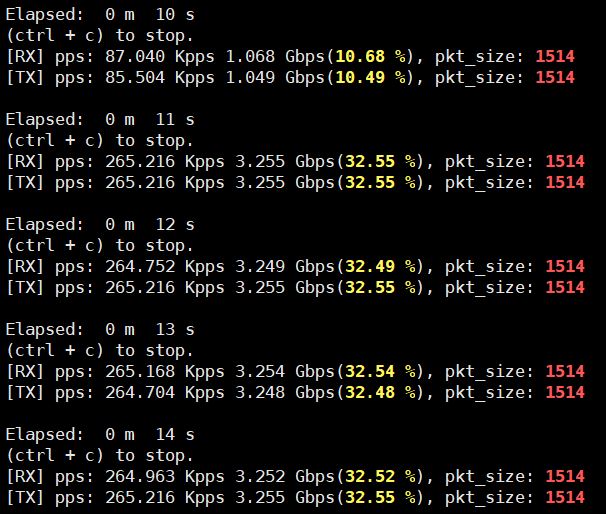 Elapsed:  0 m  10 s
(ctrl + c) to stop.
[RX] pps: 87.040 Kpps 1.068 Gbps(10.68 %), pkt_size: 1514
[TX] pps: 85.504 Kpps 1.049 Gbps(10.49 %), pkt_size: 1514

Elapsed:  0 m  11 s
(ctrl + c) to stop.
[RX] pps: 265.216 Kpps 3.255 Gbps(32.55 %), pkt_size: 1514
[TX] pps: 265.216 Kpps 3.255 Gbps(32.55 %), pkt_size: 1514

Elapsed:  0 m  12 s
(ctrl + c) to stop.
[RX] pps: 264.752 Kpps 3.249 Gbps(32.49 %), pkt_size: 1514
[TX] pps: 265.216 Kpps 3.255 Gbps(32.55 %), pkt_size: 1514

Elapsed:  0 m  13 s
(ctrl + c) to stop.
[RX] pps: 265.168 Kpps 3.254 Gbps(32.54 %), pkt_size: 1514
[TX] pps: 264.704 Kpps 3.248 Gbps(32.48 %), pkt_size: 1514

Elapsed:  0 m  14 s
(ctrl + c) to stop.
[RX] pps: 264.963 Kpps 3.252 Gbps(32.52 %), pkt_size: 1514
[TX] pps: 265.216 Kpps 3.255 Gbps(32.55 %), pkt_size: 1514